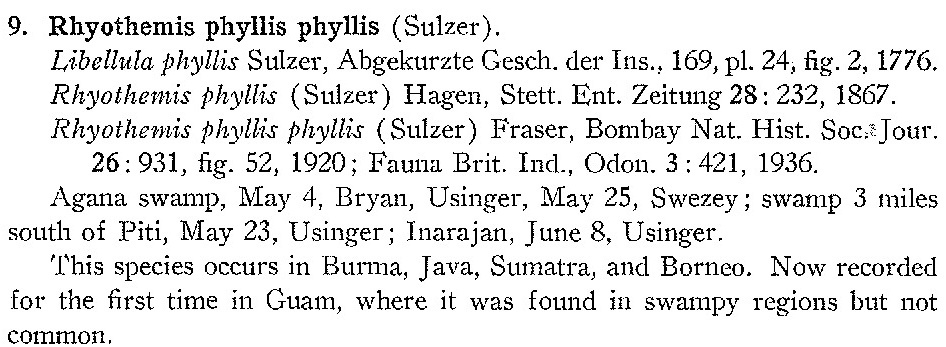 9. Rhyothemis phyllis phyllis (Sulzer).
Libellula phyllis Sulzer, Abgekurzte Gesch. der Ins., 169, pl. 24, fig. 2, 1776.
Rhyothemis phyllis (Sulzer) Hagen, Stett. Ent. Zeitung 28: 232, 1867.
Rhyothemis phyllis phyllis (Sulzer) Fraser, Bombay Nat. Hist. Soc. Jour.
26: 931, fig. 52, 1920; Fauna Brit. Ind., Odon. 3: 421, 1936.
Agana swamp, May 4, Bryan, Usinger, May 25, Swezey; swamp 3 miles
south of Piti, May 23, Usinger; Inarajan, June 8, Usinger.
This species occurs in Burma, Java, Sumatra, and Borneo. Now recorded
for the first time in Guam, where it was found in swampy regions but not
common.